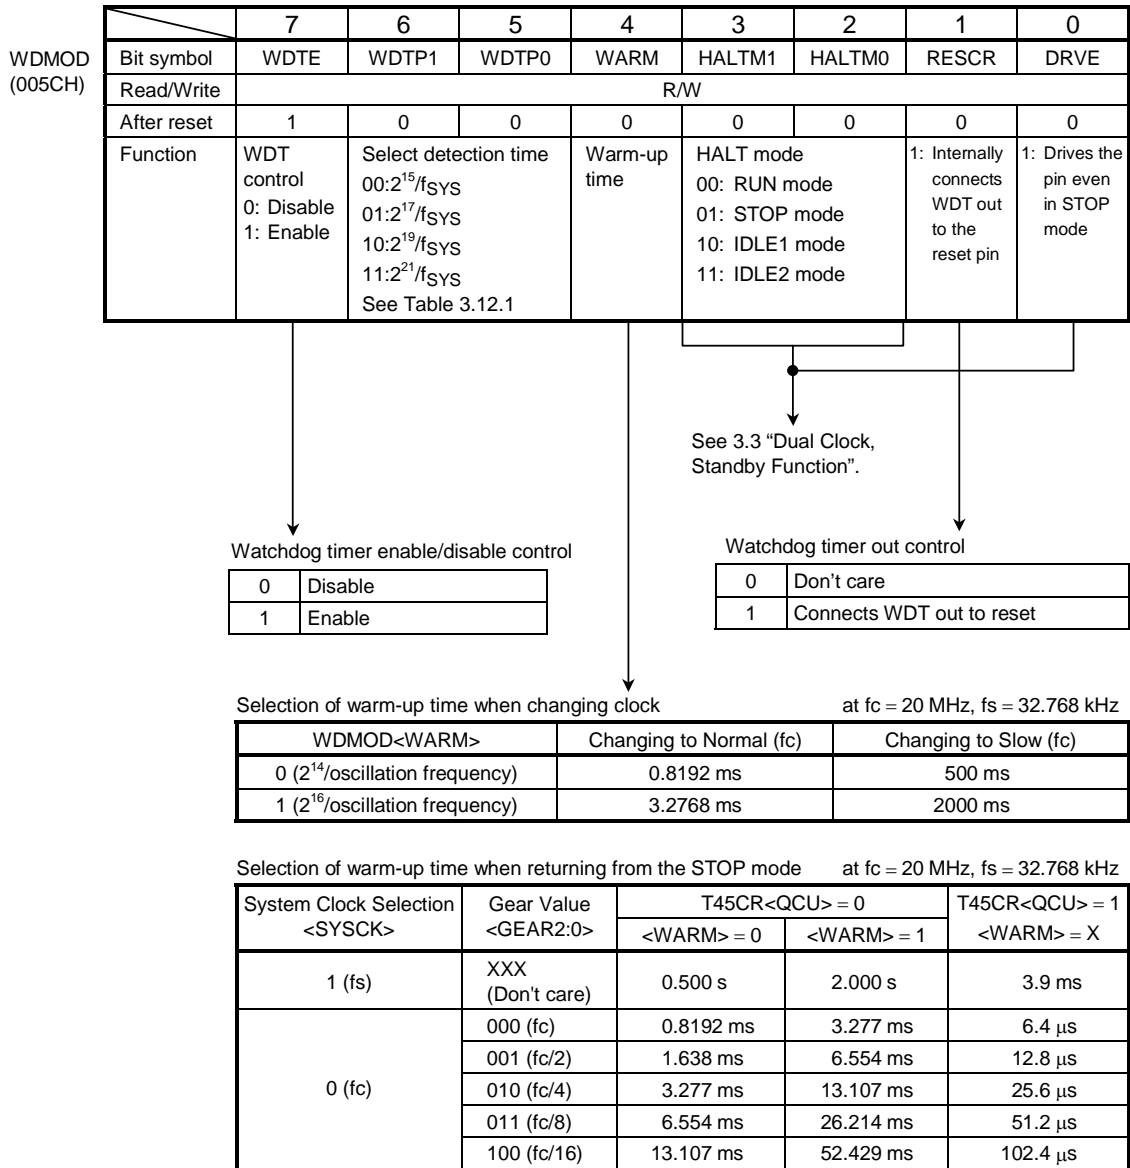 7 6 5 4 3 2 1 0
WDMOD
(005CH)
Bit symbol WDTE WDTP1 WDTP0 WARM HALTM1 HALTM0 RESCR DRVE
Read/Write R/W
After reset 1 0 0 0 0 0 0 0
Function
WDT
control
0: Disable
1: Enable
Select detection time
00:2¹⁵/fSYS
01:2¹⁷/fSYS
10:2¹⁹/fSYS
11:2²¹/fSYS
See Table 3.12.1
Warm-up
time
HALT mode
00: RUN mode
01: STOP mode
10: IDLE1 mode
11: IDLE2 mode
1: Internally
connects
WDT out
to the
reset pin
1: Drives the
pin even
in STOP
mode
See 3.3 “Dual Clock,
Standby Function”.
Watchdog timer enable/disable control
0 Disable
1 Enable
Watchdog timer out control
0 Don’t care
1 Connects WDT out to reset
Selection of warm-up time when changing clock at fc = 20 MHz, fs = 32.768 kHz
WDMOD<WARM> Changing to Normal (fc) Changing to Slow (fc)
0 (2¹⁴/oscillation frequency) 0.8192 ms 500 ms
1 (2¹⁶/oscillation frequency) 3.2768 ms 2000 ms
Selection of warm-up time when returning from the STOP mode at fc = 20 MHz, fs = 32.768 kHz
System Clock Selection
<SYSCK>
Gear Value
<GEAR2:0>
T45CR<QCU> = 0
<WARM> = 0 <WARM> = 1
T45CR<QCU> = 1
<WARM> = X
1 (fs)
XXX
(Don't care)
0.500 s 2.000 s 3.9 ms
0 (fc)
000 (fc) 0.8192 ms 3.277 ms 6.4 μs
001 (fc/2) 1.638 ms 6.554 ms 12.8 μs
010 (fc/4) 3.277 ms 13.107 ms 25.6 μs
011 (fc/8) 6.554 ms 26.214 ms 51.2 μs
100 (fc/16) 13.107 ms 52.429 ms 102.4 μs